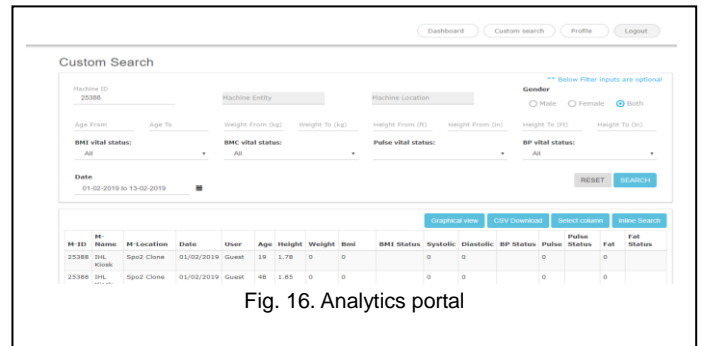 Dashboard Custom search Profile Logout
Custom Search
** Below Filter inputs are optional
Machine ID
25388 Machine Entity Machine Location
Gender
Male Female Both
Age From Age To Weight From (kg) Weight To (kg) Height From (ft) Height From (in) Height To (Ft) Height To (In)
BMI vital status: BMC vital status: Pulse vital status: BP vital status:
All All All
Date
01-02-2019 to 13-02-2019
RESET SEARCH
Graphical view CSV Download Select column Inline Search
M-ID M-Name M-Location Date User Age Height Weight Bmi BMI Status Systolic Diastolic BP Status Pulse Pulse Status Fat Fat Status
25388 IHL Kiosk Spo2 Clone 01/02/2019 Guest 19 1.78 0 0 0 0 0 0
25388 IHL Spo2 Clone 01/02/2019 Guest 48 1.65 0 0 0 0 0 0
Fig. 16. Analytics portal